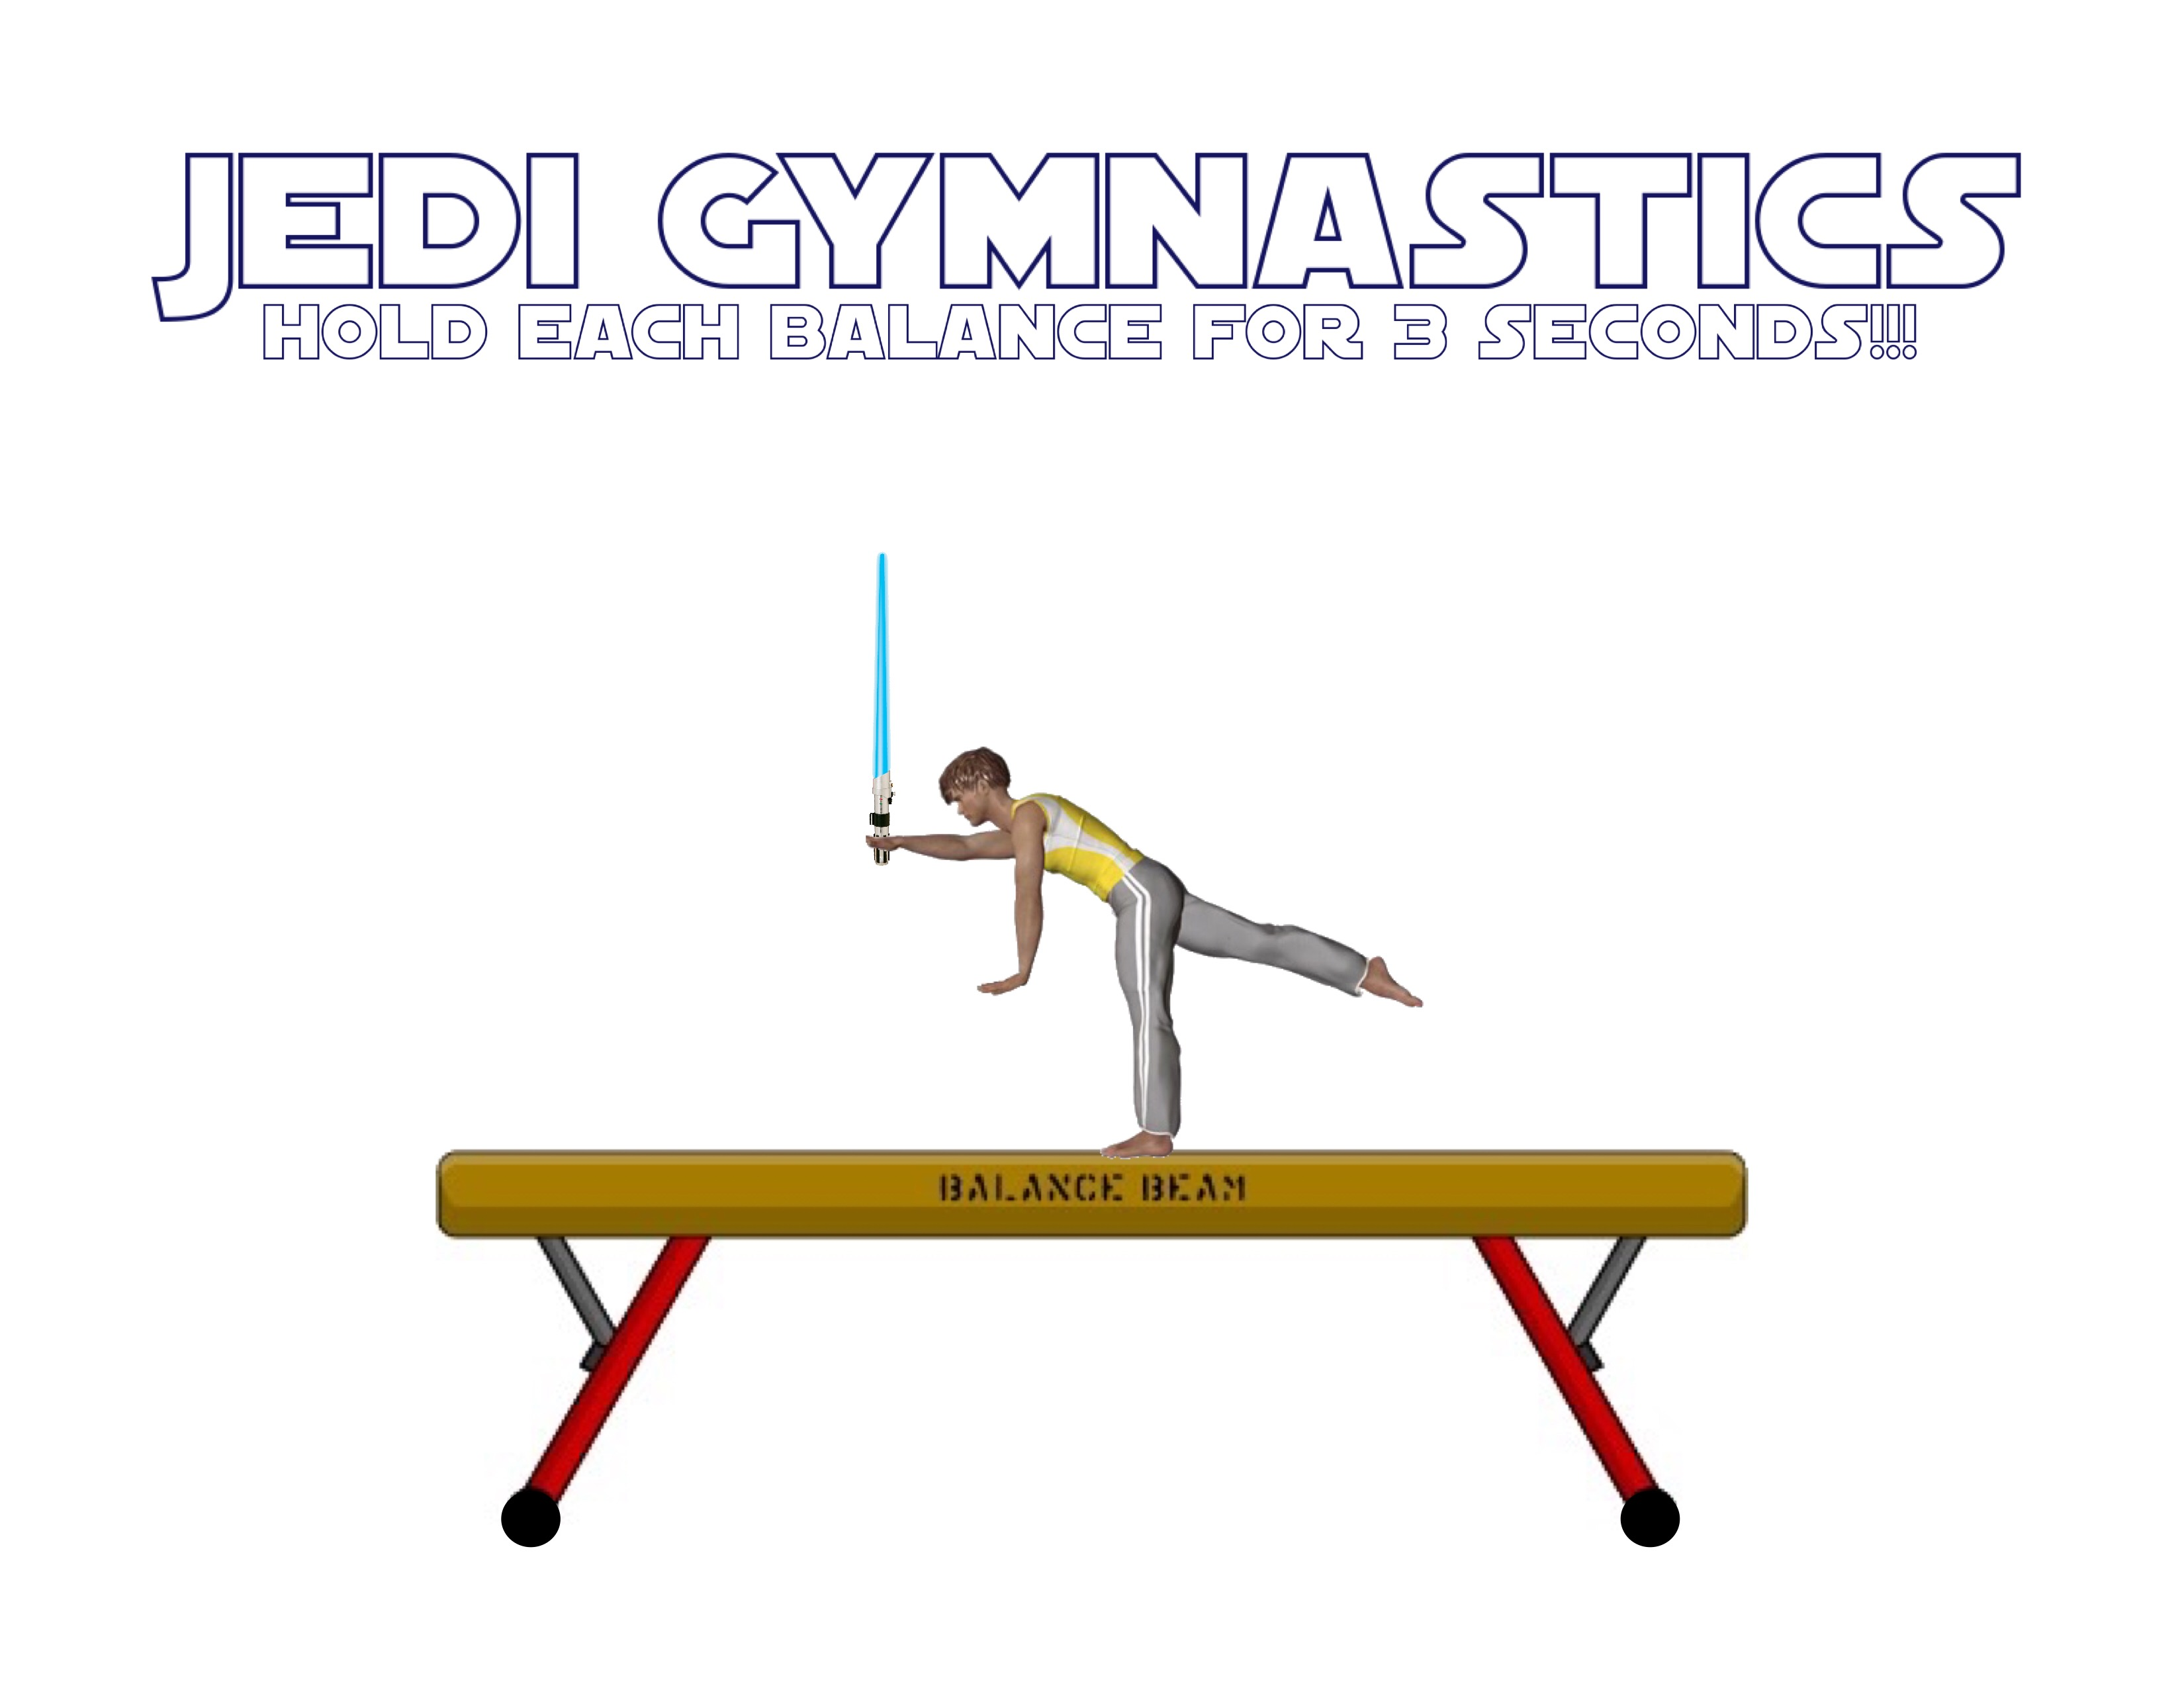 JEDI GYMNASTICS
HOLD EACH BALANCE FOR 3 SECONDS!!!
BALANCE BEAM